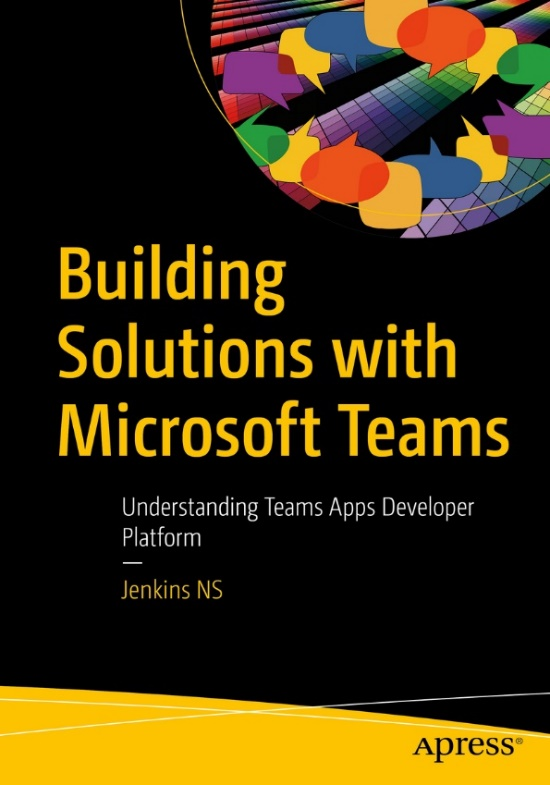 Building
Solutions with
Microsoft Teams
Understanding Teams Apps Developer
Platform
Jenkins NS
Apress®